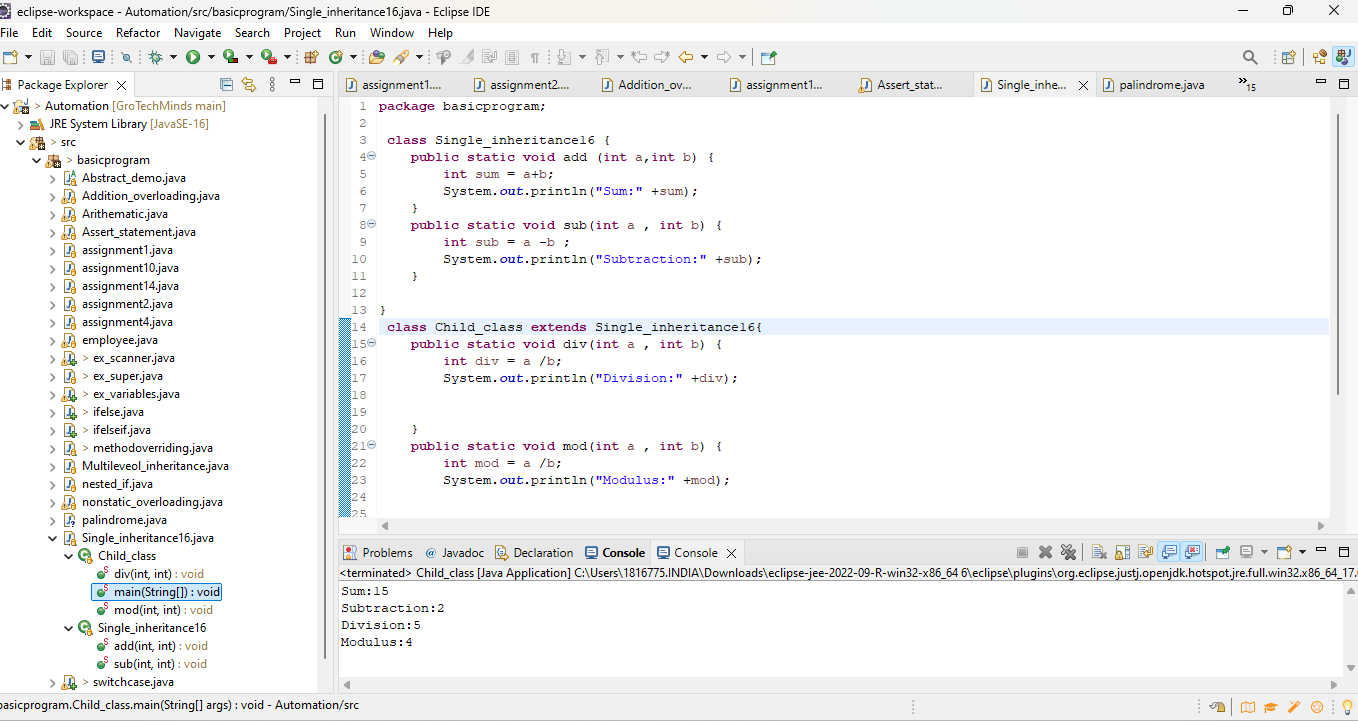 eclipse-workspace - Automation/src/basicprogram/Single_inheritance16.java - Eclipse IDE
File Edit Source Refactor Navigate Search Project Run Window Help
Package Explorer
> Automation [GroTechMinds main]
JRE System Library [JavaSE-16]
> src
> basicprogram
Abstract_demo.java
Addition_overloading.java
Arithematic.java
Assert_statement.java
assignment1.java
assignment10.java
assignment14.java
assignment2.java
assignment4.java
employee.java
> ex_scanner.java
> ex_super.java
> ex_variables.java
> ifelse.java
> ifelseif.java
> methodoverriding.java
Multileveol_inheritance.java
nested_if.java
nonstatic_overloading.java
palindrome.java
Single_inheritance16.java
Child_class
div(int, int) : void
main(String[]) : void
mod(int, int) : void
Single_inheritance16
add(int, int) : void
sub(int, int) : void
> switchcase.java
assignment1.... assignment2.... Addition_ov... assignment1... Assert_stat... Single_inhe... palindrome.java »15
1 package basicprogram;
2
3 class Single_inheritance16 {
4 public static void add (int a,int b) {
5 int sum = a+b;
6 System.out.println("Sum:" +sum);
7 }
8 public static void sub(int a , int b) {
9 int sub = a -b ;
10 System.out.println("Subtraction:" +sub);
11 }
12
13 }
14 class Child_class extends Single_inheritance16{
15 public static void div(int a , int b) {
16 int div = a /b;
17 System.out.println("Division:" +div);
18
19
20 }
21 public static void mod(int a , int b) {
22 int mod = a /b;
23 System.out.println("Modulus:" +mod);
24
25
Problems @ Javadoc Declaration Console Console
<terminated> Child_class [Java Application] C:\Users\1816775.INDIA\Downloads\eclipse-jee-2022-09-R-win32-x86_64 6\eclipse\plugins\org.eclipse.justj.openjdk.hotspot.jre.full.win32.x86_64_17.
Sum:15
Subtraction:2
Division:5
Modulus:4
basicprogram.Child_class.main(String[] args) : void - Automation/src